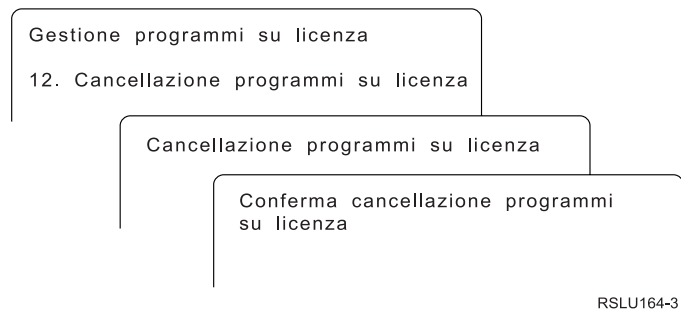 Gestione programmi su licenza
12. Cancellazione programmi su licenza
Cancellazione programmi su licenza
Conferma cancellazione programmi
su licenza
RSLU164-3